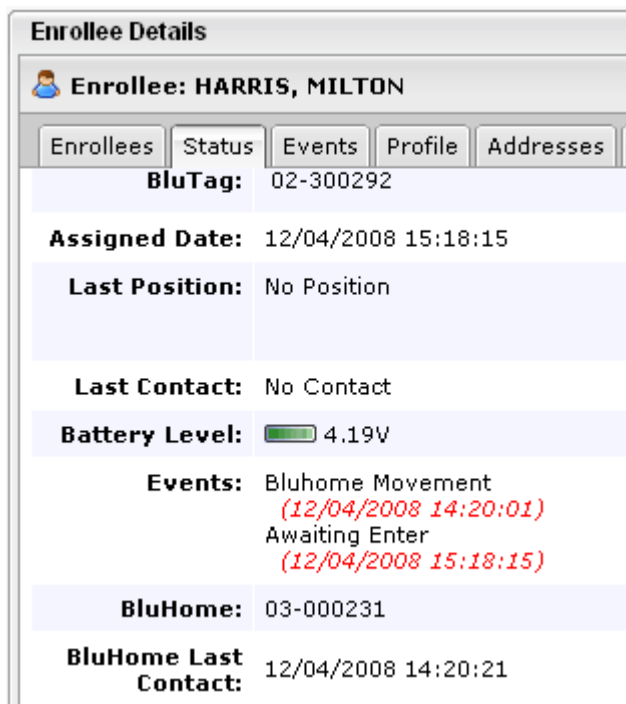 Enrollee Details
Enrollee: HARRIS, MILTON
Enrollees Status Events Profile Addresses
BluTag: 02-300292
Assigned Date: 12/04/2008 15:18:15
Last Position: No Position
Last Contact: No Contact
Battery Level: 4.19V
Events: Bluhome Movement
(12/04/2008 14:20:01)
Awaiting Enter
(12/04/2008 15:18:15)
BluHome: 03-000231
BluHome Last
Contact: 12/04/2008 14:20:21